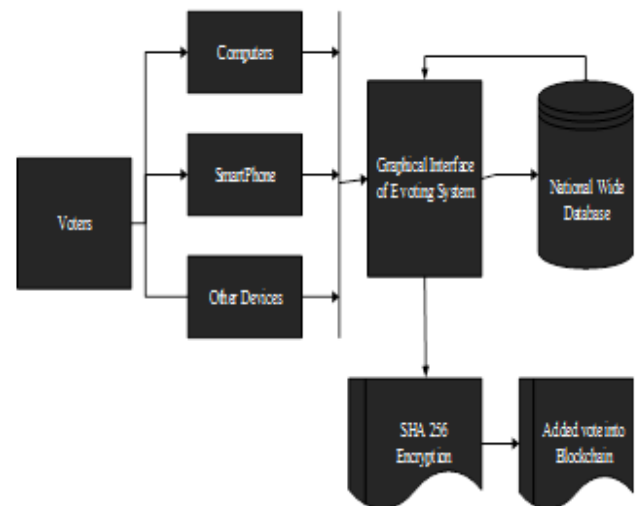 Computers
SmartPhone
Voters
Other Devices
Graphical Interface
of Evoting System
National Wide
Database
SHA 256
Encryption
Added vote into
Blockchain